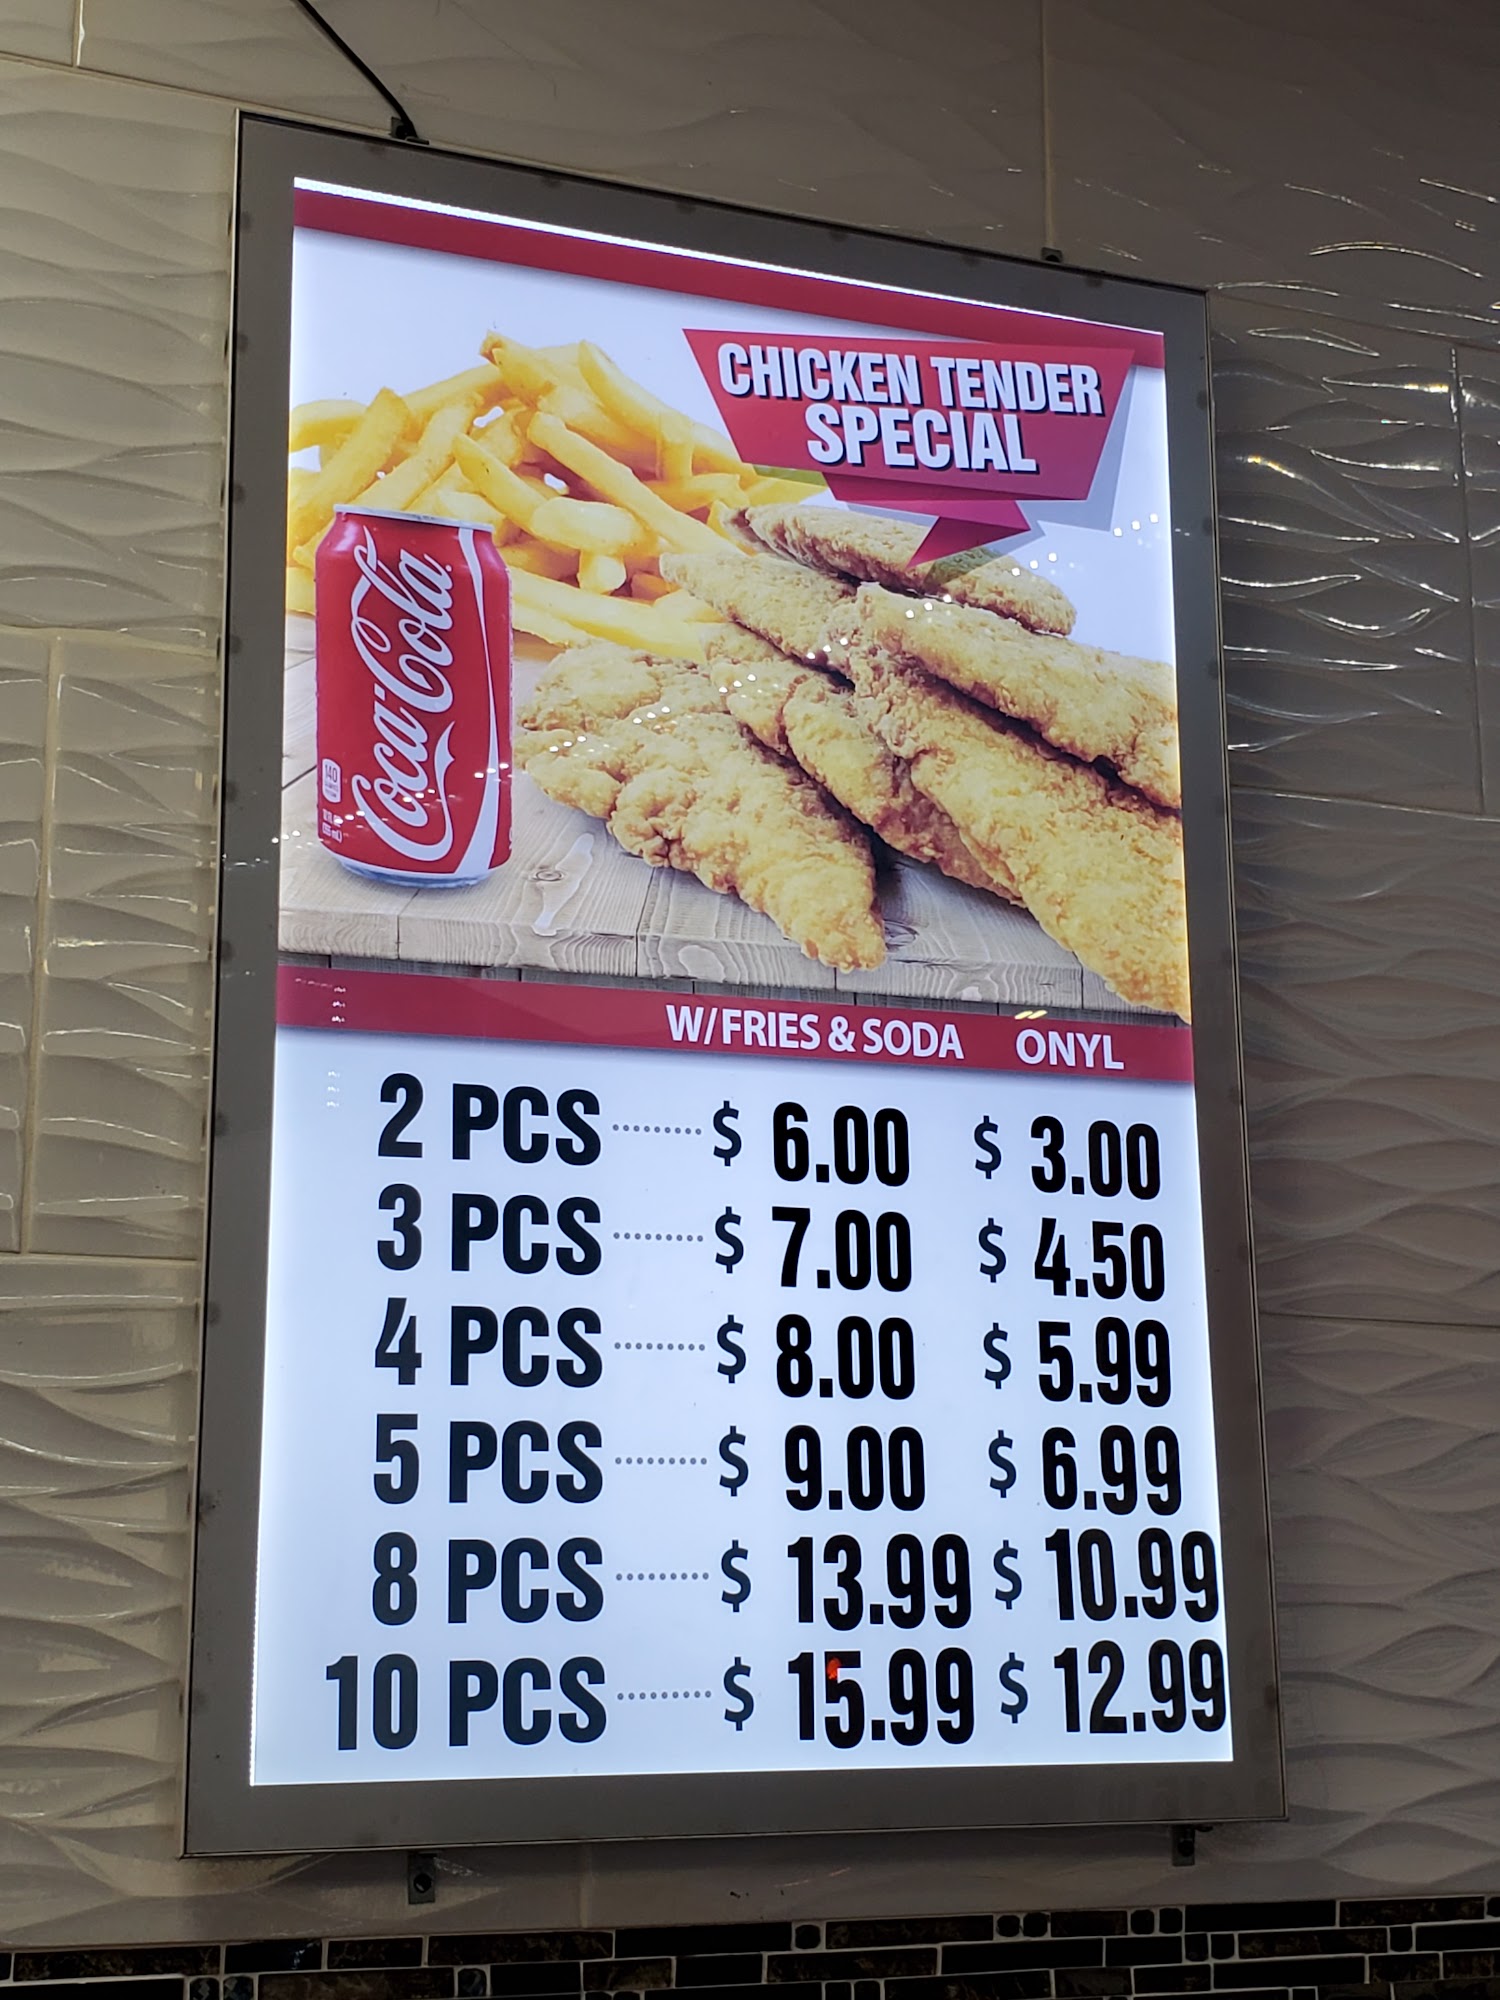 CHICKEN TENDER
SPECIAL
Coca-Cola
140
W/FRIES & SODA ONYL
2 PCS ········· $ 6.00 $ 3.00
3 PCS ········· $ 7.00 $ 4.50
4 PCS ········· $ 8.00 $ 5.99
5 PCS ········· $ 9.00 $ 6.99
8 PCS ········· $ 13.99 $ 10.99
10 PCS ········· $ 15.99 $ 12.99